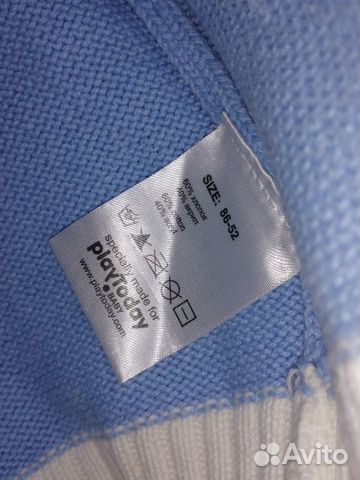 SIZE: 86-52
60% хлопок
40% акрил
60% cotton
40% acryl
specially made for
playToday
BABY
www.playtoday.com
Avito